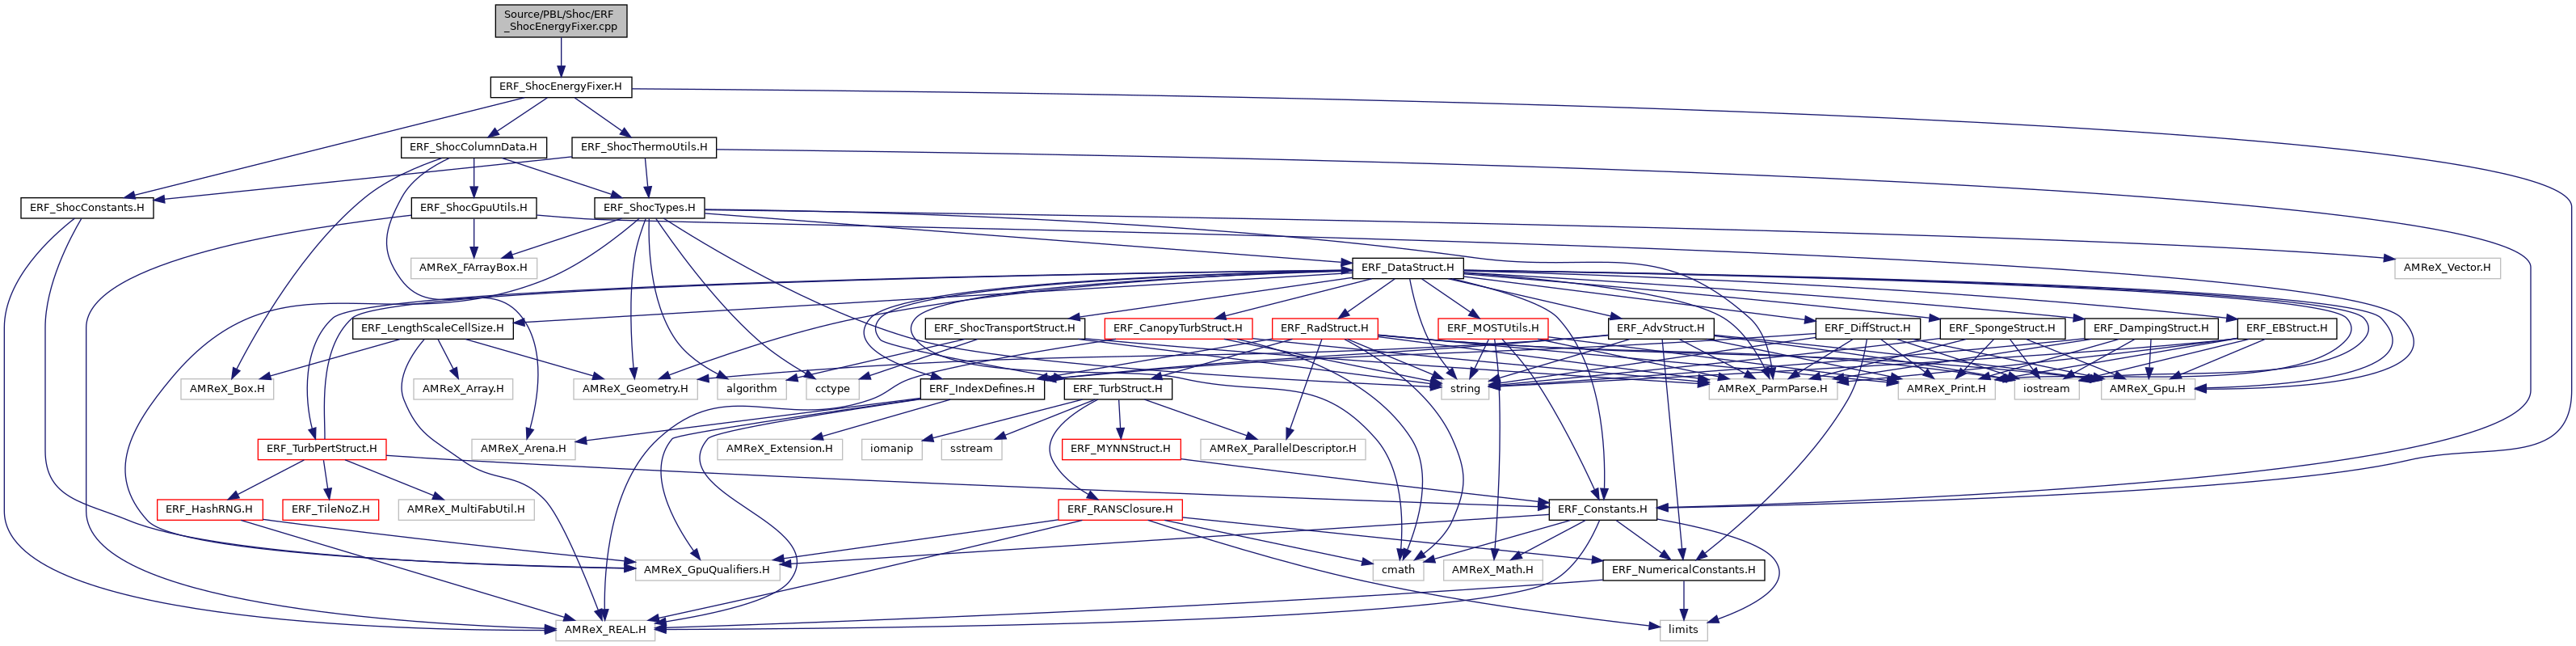 Source/PBL/Shoc/ERF
_ShocEnergyFixer.cpp
ERF_ShocEnergyFixer.H
ERF_ShocColumnData.H
ERF_ShocThermoUtils.H
ERF_ShocConstants.H
ERF_ShocGpuUtils.H
ERF_ShocTypes.H
AMReX_FArrayBox.H
ERF_DataStruct.H
AMReX_Vector.H
ERF_LengthScaleCellSize.H
ERF_ShocTransportStruct.H
ERF_CanopyTurbStruct.H
ERF_RadStruct.H
ERF_MOSTUtils.H
ERF_AdvStruct.H
ERF_DiffStruct.H
ERF_SpongeStruct.H
ERF_DampingStruct.H
ERF_EBStruct.H
AMReX_Box.H
AMReX_Array.H
AMReX_Geometry.H
algorithm
cctype
ERF_IndexDefines.H
ERF_TurbStruct.H
string
AMReX_ParmParse.H
AMReX_Print.H
iostream
AMReX_Gpu.H
ERF_TurbPertStruct.H
AMReX_Arena.H
AMReX_Extension.H
iomanip
sstream
ERF_MYNNStruct.H
AMReX_ParallelDescriptor.H
ERF_HashRNG.H
ERF_TileNoZ.H
AMReX_MultiFabUtil.H
ERF_RANSClosure.H
ERF_Constants.H
AMReX_GpuQualifiers.H
cmath
AMReX_Math.H
ERF_NumericalConstants.H
AMReX_REAL.H
limits